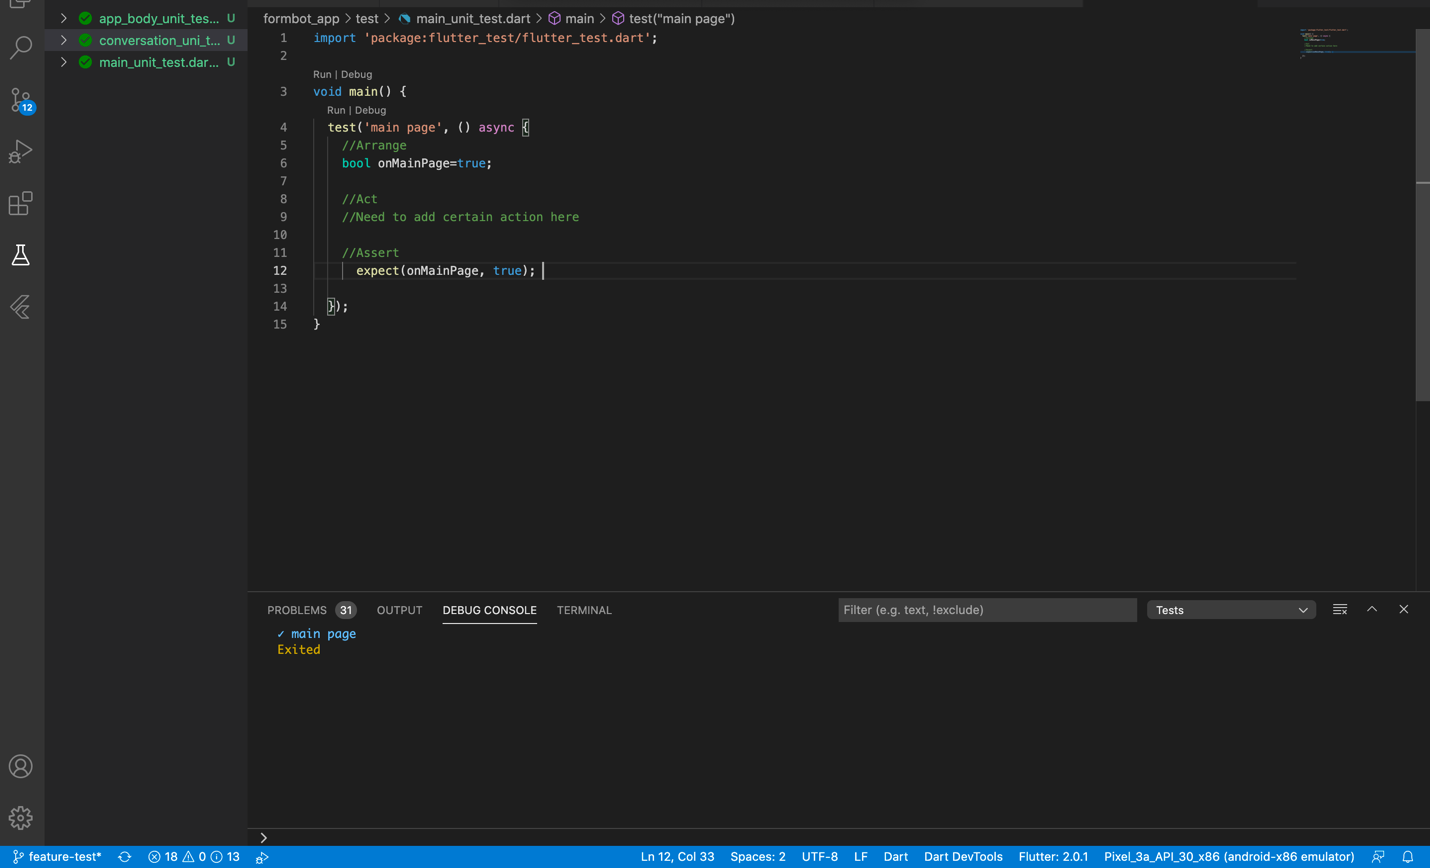 app_body_unit_tes... U
conversation_uni_t... U
main_unit_test.dar... U
12
formbot_app > test > main_unit_test.dart > main > test("main page")
1 import 'package:flutter_test/flutter_test.dart';
2
Run | Debug
3 void main() {
Run | Debug
4 test('main page', () async {
5 //Arrange
6 bool onMainPage=true;
7
8 //Act
9 //Need to add certain action here
10
11 //Assert
12 expect(onMainPage, true);
13
14 });
15 }
PROBLEMS 31 OUTPUT DEBUG CONSOLE TERMINAL Filter (e.g. text, !exclude) Tests
✓ main page
Exited
>
feature-test* 18 0 13 Ln 12, Col 33 Spaces: 2 UTF-8 LF Dart Dart DevTools Flutter: 2.0.1 Pixel_3a_API_30_x86 (android-x86 emulator)